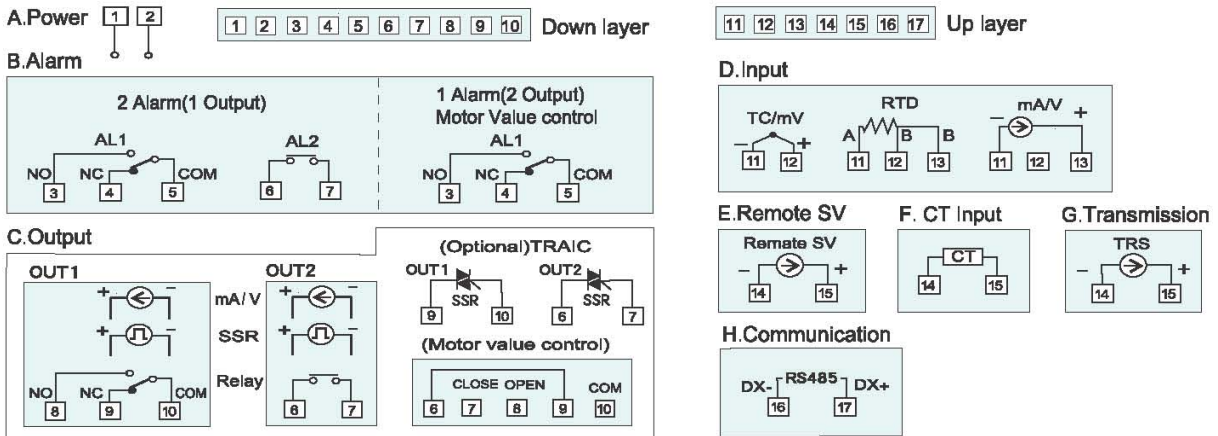 A.Power 1 2
1 2 3 4 5 6 7 8 9 10 Down layer
11 12 13 14 15 16 17 Up layer
B.Alarm
2 Alarm(1 Output)
AL1
AL2
NO NC COM
3 4 5 6 7
1 Alarm(2 Output)
Motor Value control
AL1
NO NC COM
3 4 5
C.Output
OUT1
+ -
mA/ V
+ -
SSR
Relay
NO NC COM
8 9 10
OUT2
+ -
+ -
6 7
(Optional)TRAIC
OUT1
SSR
9 10
OUT2
SSR
6 7
(Motor value control)
CLOSE OPEN COM
6 7 8 9 10
D.Input
TC/mV
- +
11 12
RTD
A B B
11 12 13
mA/V
- +
11 12 13
E.Remote SV
Remate SV
- +
14 15
F. CT Input
CT
14 15
G.Transmission
TRS
- +
14 15
H.Communication
DX- RS485 DX+
16 17